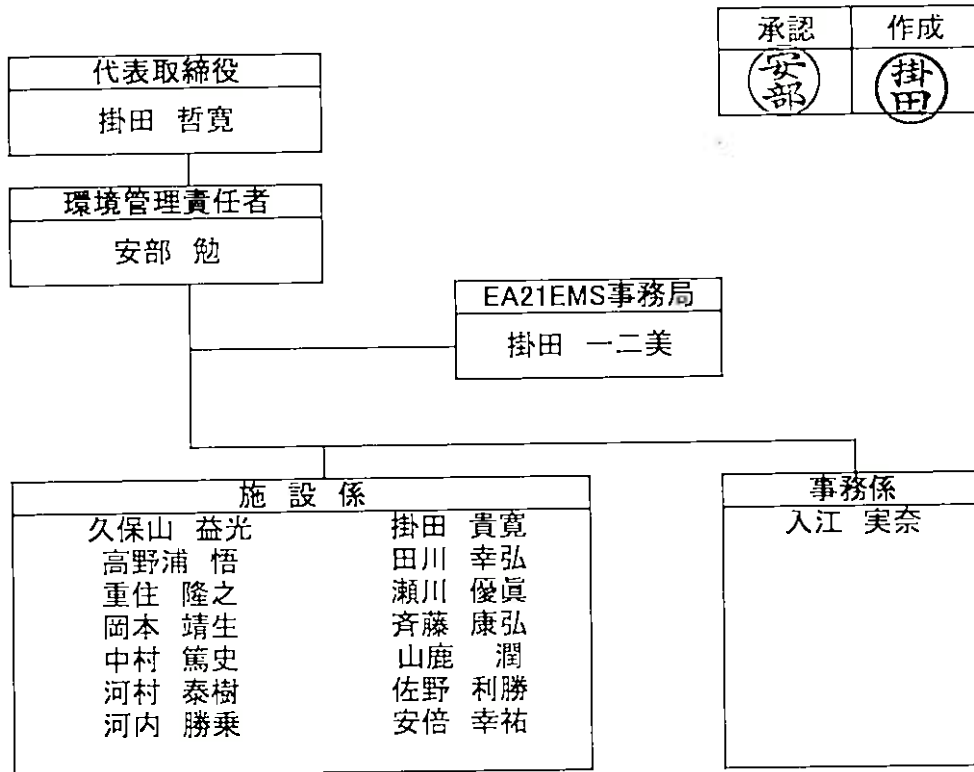 承認 作成
安部 掛田
代表取締役
掛田 哲寛
環境管理責任者
安部 勉
EA21EMS事務局
掛田 一二美
施設係
久保山 益光 掛田 貴寛
高野浦 悟 田川 幸弘
重住 隆之 瀬川 優眞
岡本 靖生 斉藤 康弘
中村 篤史 山鹿 潤
河村 泰樹 佐野 利勝
河内 勝乗 安倍 幸祐
事務係
入江 実奈